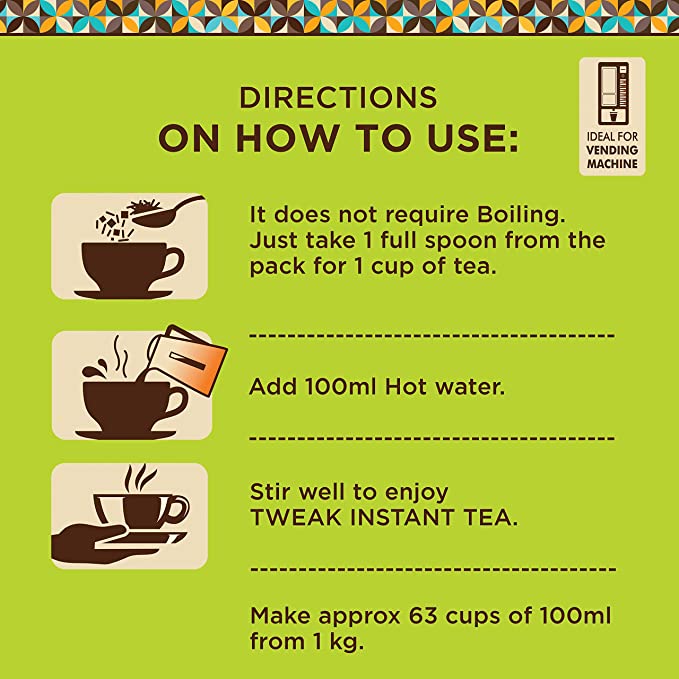 DIRECTIONS
ON HOW TO USE:
IDEAL FOR
VENDING
MACHINE
It does not require Boiling.
Just take 1 full spoon from the
pack for 1 cup of tea.
Add 100ml Hot water.
Stir well to enjoy
TWEAK INSTANT TEA.
Make approx 63 cups of 100ml
from 1 kg.